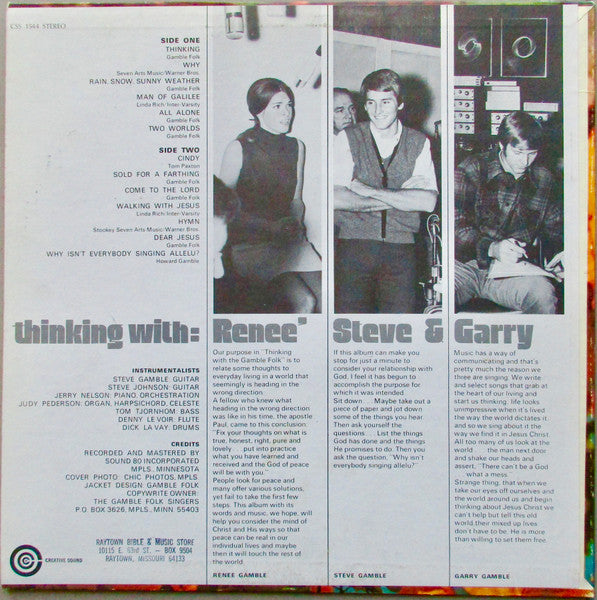 CSS 1544 STEREO
SIDE ONE
THINKING
Gamble Folk
WHY
Seven Arts Music/Warner Bros.
RAIN, SNOW, SUNNY WEATHER
Gamble Folk
MAN OF GALILEE
Linda Rich/Inter-Varsity
ALL ALONE
Gamble Folk
TWO WORLDS
Gamble Folk
SIDE TWO
CINDY
Tom Paxton
SOLD FOR A FARTHING
Gamble Folk
COME TO THE LORD
Gamble Folk
WALKING WITH JESUS
Linda Rich/Inter-Varsity
HYMN
Stookey Seven Arts Music/Warner Bros.
DEAR JESUS
Gamble Folk
WHY ISN'T EVERYBODY SINGING ALLELU?
Howard Gamble
thinking with: Renee' Steve & Garry
INSTRUMENTALISTS
STEVE GAMBLE: GUITAR
STEVE JOHNSON: GUITAR
JERRY NELSON: PIANO, ORCHESTRATION
JUDY PEDERSON: ORGAN, HARPSICHORD, CELESTE
TOM TJORNHOM: BASS
DENNY LE VOIR: FLUTE
DICK LA VAY: DRUMS
CREDITS
RECORDED AND MASTERED BY
SOUND 80 INCORPORATED
MPLS. MINNESOTA
COVER PHOTO: CHIC PHOTOS, MPLS.
JACKET DESIGN: GAMBLE FOLK
COPYWRITE OWNER:
THE GAMBLE FOLK SINGERS
P.O. BOX 3626, MPLS., MINN 55403
CREATIVE SOUND
RAYTOWN BIBLE & MUSIC STORE
10115 E. 63rd ST. — BOX 9504
RAYTOWN, MISSOURI 64133
Our purpose in "Thinking
with the Gamble Folk" is to
relate some thoughts to
everyday living in a world that
seemingly is heading in the
wrong direction.
A fellow who knew what
heading in the wrong direction
was like in his time, the apostle
Paul, came to this conclusion:
"Fix your thoughts on what is
true, honest, right, pure and
lovely . . . put into practice
what you have learned and
received and the God of peace
will be with you."
People look for peace and
many offer various solutions,
yet fail to take the first few
steps. This album with its
words and music, we hope, will
help you consider the mind of
Christ and His ways so that
peace can be real in our
individual lives and maybe
then it will touch the rest of
the world.
RENEE GAMBLE
If this album can make you
stop for just a minute to
consider your relationship with
God, I feel it has begun to
accomplish the purpose for
which it was intended.
Sit down . . . Maybe take out a
piece of paper and jot down
some of the things you hear.
Then ask yourself the
questions . . . List the things
God has done and the things
He promises to do. Then you
ask the question, "Why isn't
everybody singing allelu?"
STEVE GAMBLE
Music has a way of
communicating and that's
pretty much the reason we
three are singing. We write
and select songs that grab at
the heart of our living and
start us thinking. life looks
unimpressive when it's lived
the way the world dictates it
and so we sing about it the
way we find it in Jesus Christ.
All too many of us look at the
world . . . the man next door
and shake our heads and
assert, "There can't be a God
. . . what a mess."
Strange thing, that when we
take our eyes off ourselves and
the world around us and begin
thinking about Jesus Christ we
can't help but tell this old
world, their mixed up lives
don't have to be. He is more
than willing to set them free.
GARRY GAMBLE